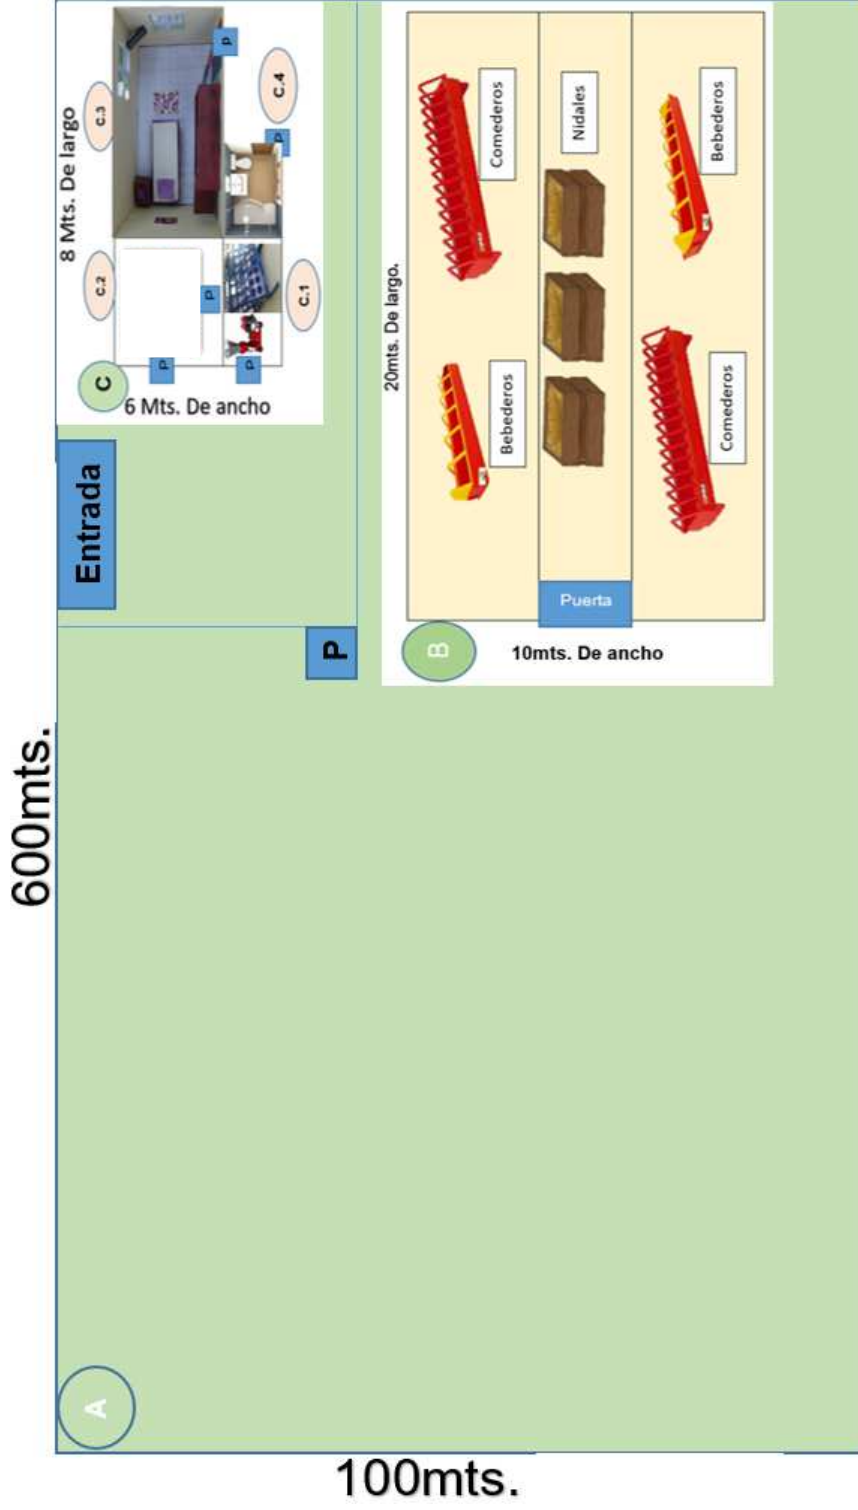 600mts.
100mts.
A
Entrada
P
C
8 Mts. De largo
6 Mts. De ancho
C.2
C.3
C.1
C.4
P
P
P
P
P
B
20mts. De largo.
10mts. De ancho
Puerta
Bebederos
Comederos
Nidales
Comederos
Bebederos